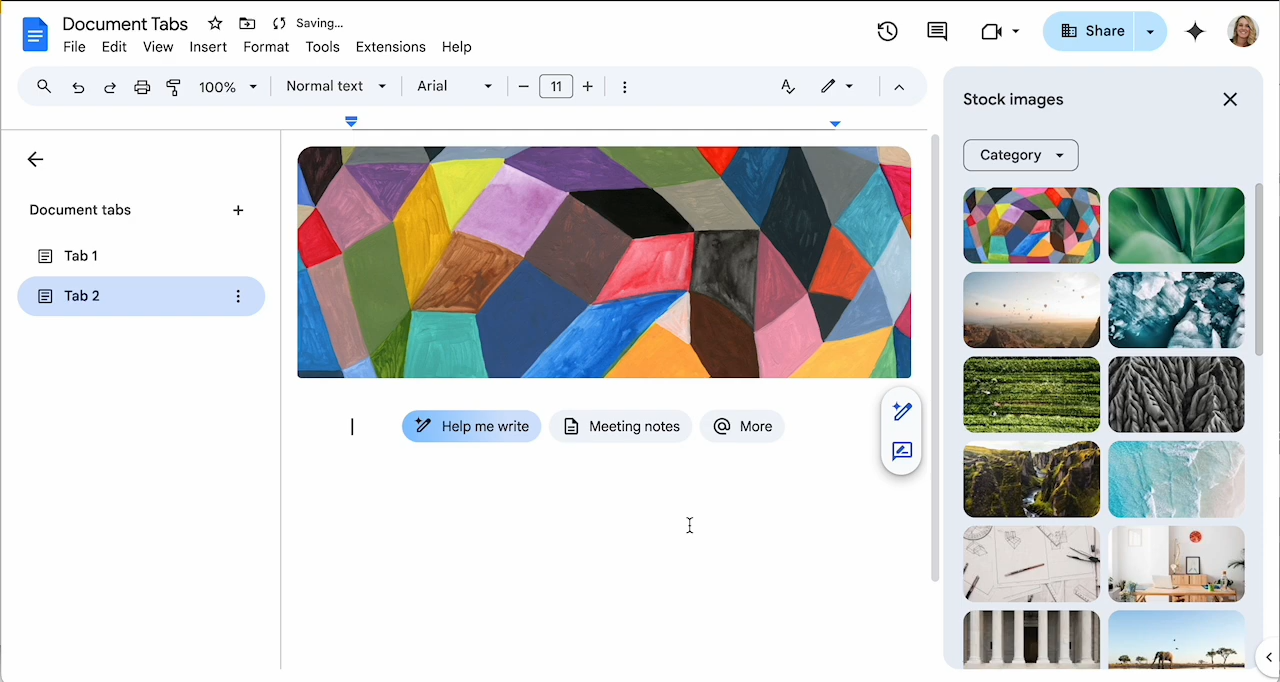 Document Tabs
Saving...
File Edit View Insert Format Tools Extensions Help
Share
100% Normal text Arial 11
Stock images
Category
Document tabs
Tab 1
Tab 2
Help me write Meeting notes More